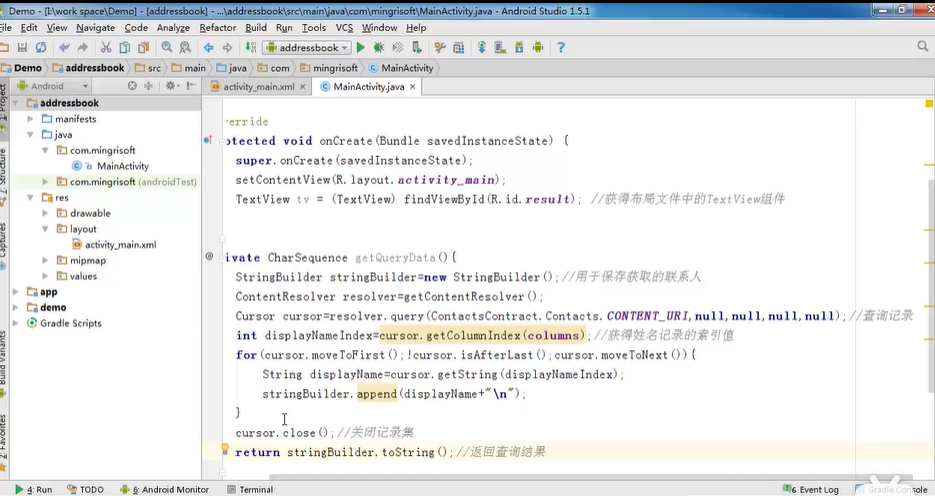 Demo - [I:\work space\Demo] - [addressbook] - ...\addressbook\src\main\java\com\mingrisoft\MainActivity.java - Android Studio 1.5.1
File Edit View Navigate Code Analyze Refactor Build Run Tools VCS Window Help
addressbook
Demo addressbook src main java com mingrisoft MainActivity
Android
activity_main.xml
MainActivity.java
1: Project
7: Structure
Captures
Build Variants
Favorites
addressbook
manifests
java
com.mingrisoft
MainActivity
com.mingrisoft (androidTest)
res
drawable
layout
activity_main.xml
mipmap
values
app
demo
Gradle Scripts
erride
otected void onCreate(Bundle savedInstanceState) {
super.onCreate(savedInstanceState);
setContentView(R.layout.activity_main);
TextView tv = (TextView) findViewById(R.id.result); //获得布局文件中的TextView组件
ivate CharSequence getQueryData(){
StringBuilder stringBuilder=new StringBuilder();//用于保存获取的联系人
ContentResolver resolver=getContentResolver();
Cursor cursor=resolver.query(ContactsContract.Contacts.CONTENT_URI,null,null,null,null);//查询记录
int displayNameIndex=cursor.getColumnIndex(columns);//获得姓名记录的索引值
for(cursor.moveToFirst();!cursor.isAfterLast();cursor.moveToNext()){
String displayName=cursor.getString(displayNameIndex);
stringBuilder.append(displayName+"\n");
}
cursor.close();//关闭记录集
return stringBuilder.toString();//返回查询结果
4: Run TODO 6: Android Monitor Terminal 6 Event Log Gradle Console